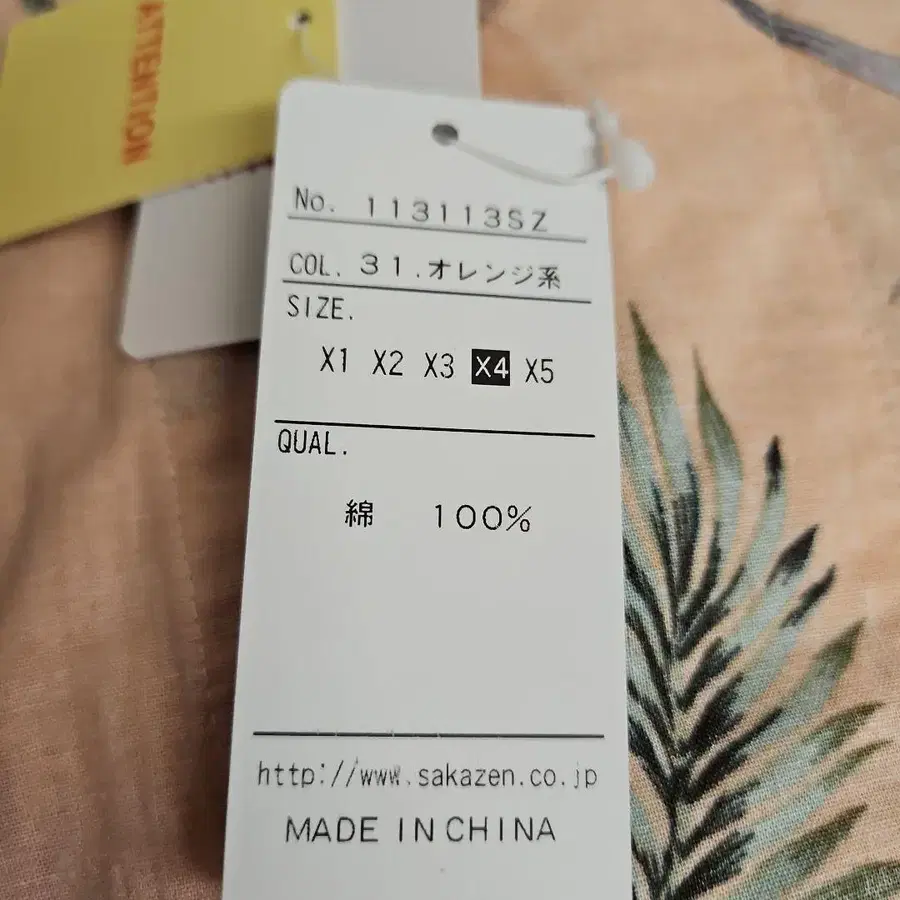 ATTENTION
No. 113113SZ
COL. 31.オレンジ系
SIZE.
X1 X2 X3 X4 X5
QUAL.
綿 100%
http://www.sakazen.co.jp
MADE IN CHINA